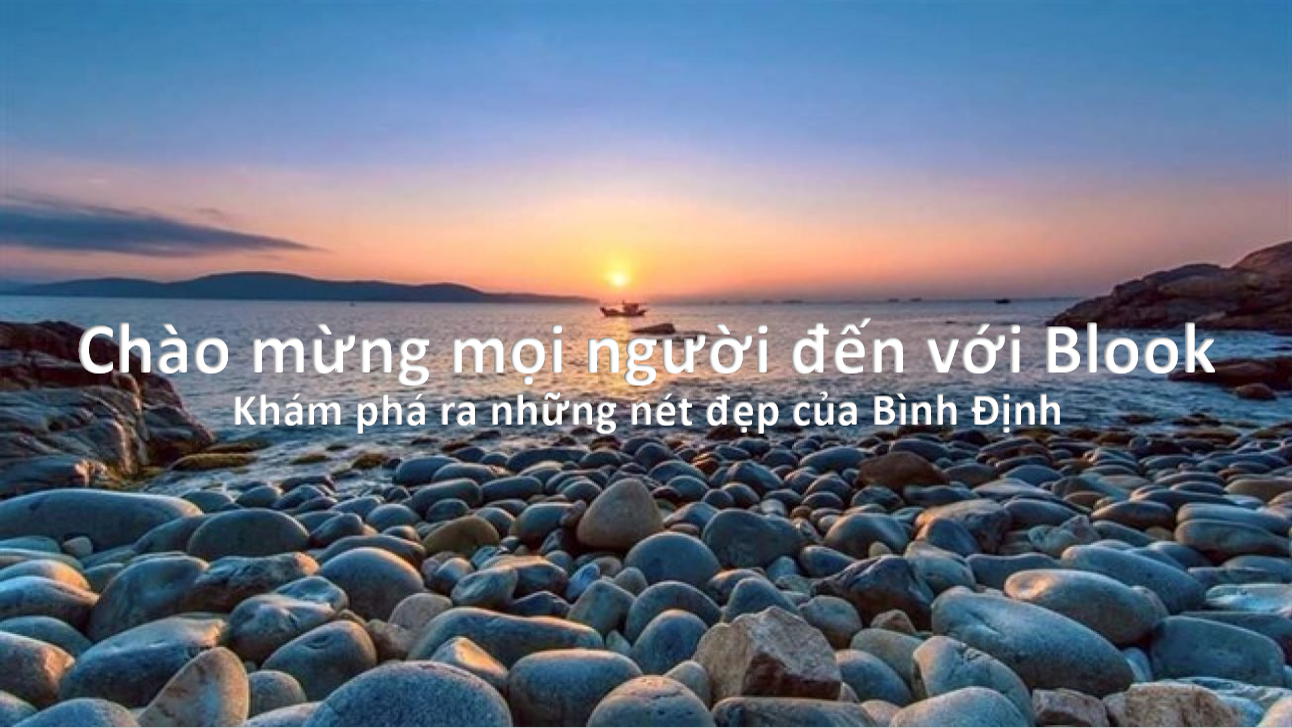 Chào mừng mọi người đến với Blook
Khám phá ra những nét đẹp của Bình Định